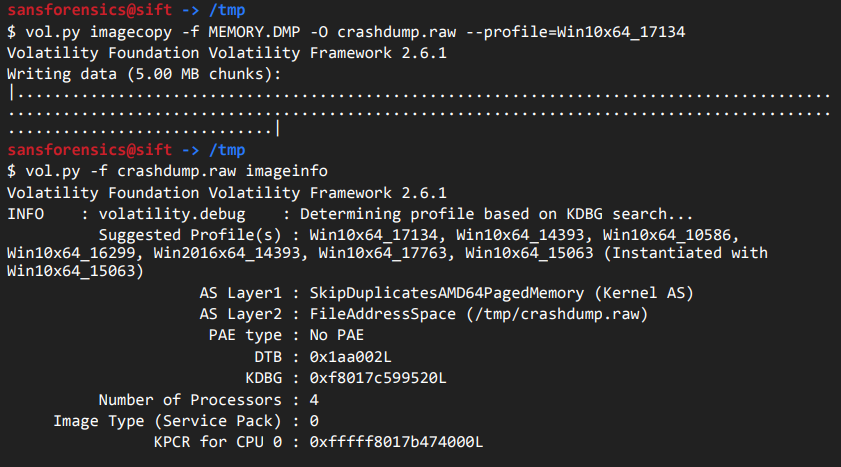 sansforensics@sift -> /tmp
$ vol.py imagecopy -f MEMORY.DMP -O crashdump.raw --profile=Win10x64_17134
Volatility Foundation Volatility Framework 2.6.1
Writing data (5.00 MB chunks):
|.........................................................................................
..........................................................................................
.............................|
sansforensics@sift -> /tmp
$ vol.py -f crashdump.raw imageinfo
Volatility Foundation Volatility Framework 2.6.1
INFO    : volatility.debug    : Determining profile based on KDBG search...
          Suggested Profile(s) : Win10x64_17134, Win10x64_14393, Win10x64_10586,
Win10x64_16299, Win2016x64_14393, Win10x64_17763, Win10x64_15063 (Instantiated with
Win10x64_15063)
                     AS Layer1 : SkipDuplicatesAMD64PagedMemory (Kernel AS)
                     AS Layer2 : FileAddressSpace (/tmp/crashdump.raw)
                      PAE type : No PAE
                           DTB : 0x1aa002L
                          KDBG : 0xf8017c599520L
          Number of Processors : 4
     Image Type (Service Pack) : 0
                KPCR for CPU 0 : 0xfffff8017b474000L